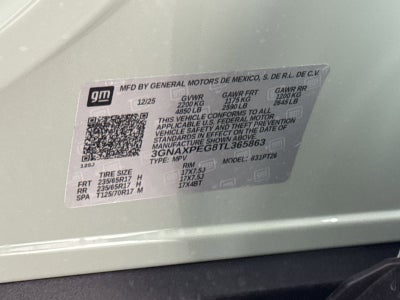 gm
MFD BY GENERAL MOTORS DE MEXICO, S. DE R.L. DE C.V.
12/25 GVWR GAWR FRT GAWR RR
2200 KG 1175 KG 1200 KG
4850 LB 2590 LB 2645 LB
THIS VEHICLE CONFORMS TO ALL
APPLICABLE U.S. FEDERAL MOTOR
VEHICLE SAFETY AND THEFT
PREVENTION STANDARDS IN EFFECT ON
THE DATE OF MANUFACTURE SHOWN ABOVE.
3GNAXPEG8TL365863
TYPE: MPV MODEL: 831PT26
TIRE SIZE RIM
FRT 235/65R17 H 17X7.5J
RR 235/65R17 H 17X7.5J
SPA T125/70R17 M 17X4BT